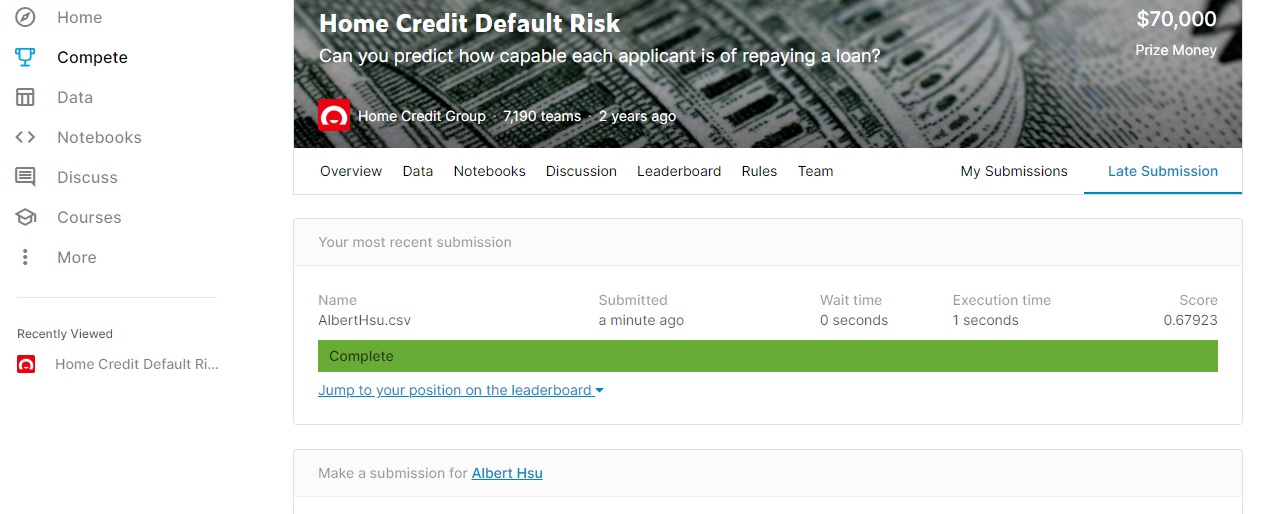 Home
Compete
Data
Notebooks
Discuss
Courses
More
Recently Viewed
Home Credit Default Ri...
Home Credit Default Risk
$70,000
Can you predict how capable each applicant is of repaying a loan?
Prize Money
Home Credit Group · 7,190 teams · 2 years ago
Overview Data Notebooks Discussion Leaderboard Rules Team My Submissions Late Submission
Your most recent submission
Name Submitted Wait time Execution time Score
AlbertHsu.csv a minute ago 0 seconds 1 seconds 0.67923
Complete
Jump to your position on the leaderboard
Make a submission for Albert Hsu